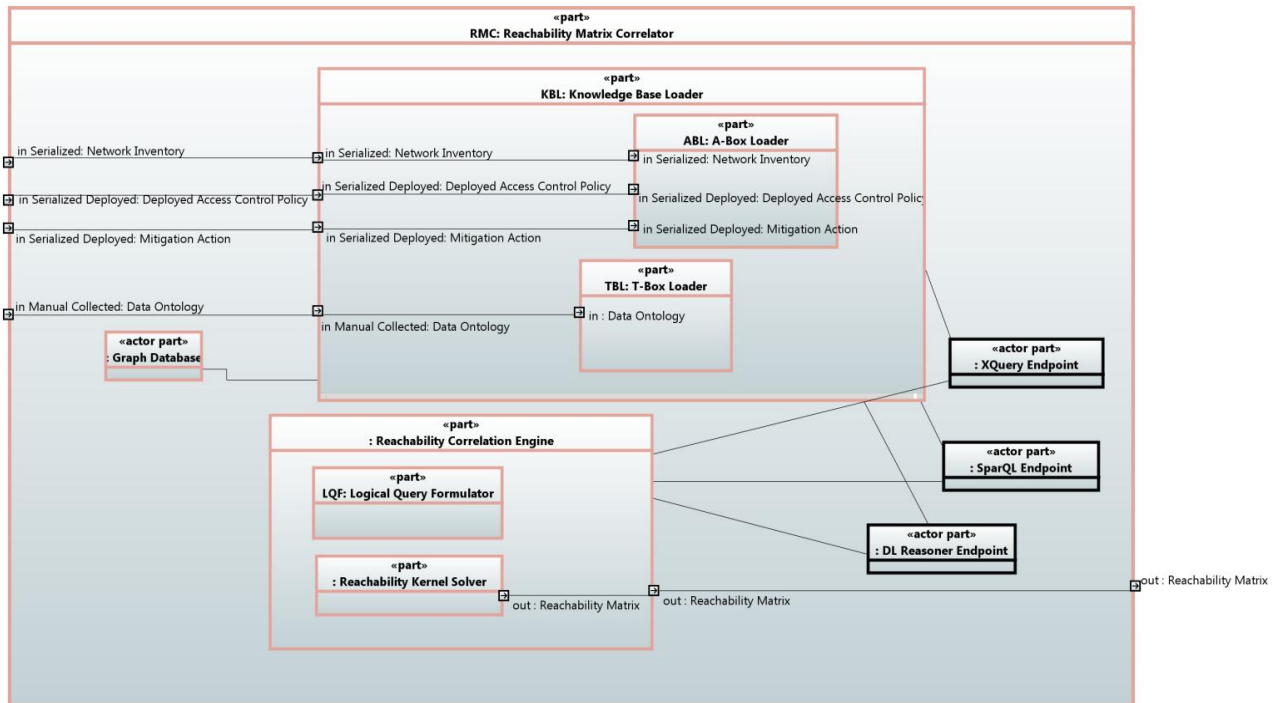 «part»
RMC: Reachability Matrix Correlator
«part»
KBL: Knowledge Base Loader
«part»
ABL: A-Box Loader
in Serialized: Network Inventory
in Serialized: Network Inventory
in Serialized: Network Inventory
in Serialized Deployed: Deployed Access Control Policy
in Serialized Deployed: Deployed Access Control Policy
in Serialized Deployed: Deployed Access Control Polic
in Serialized Deployed: Mitigation Action
in Serialized Deployed: Mitigation Action
in Serialized Deployed: Mitigation Action
«part»
TBL: T-Box Loader
in Manual Collected: Data Ontology
in Manual Collected: Data Ontology
in : Data Ontology
«actor part»
: Graph Database
«actor part»
: XQuery Endpoint
«part»
: Reachability Correlation Engine
«actor part»
: SparQL Endpoint
«part»
LQF: Logical Query Formulator
«actor part»
: DL Reasoner Endpoint
«part»
: Reachability Kernel Solver
out : Reachability Matrix
out : Reachability Matrix
out : Reachability Matrix